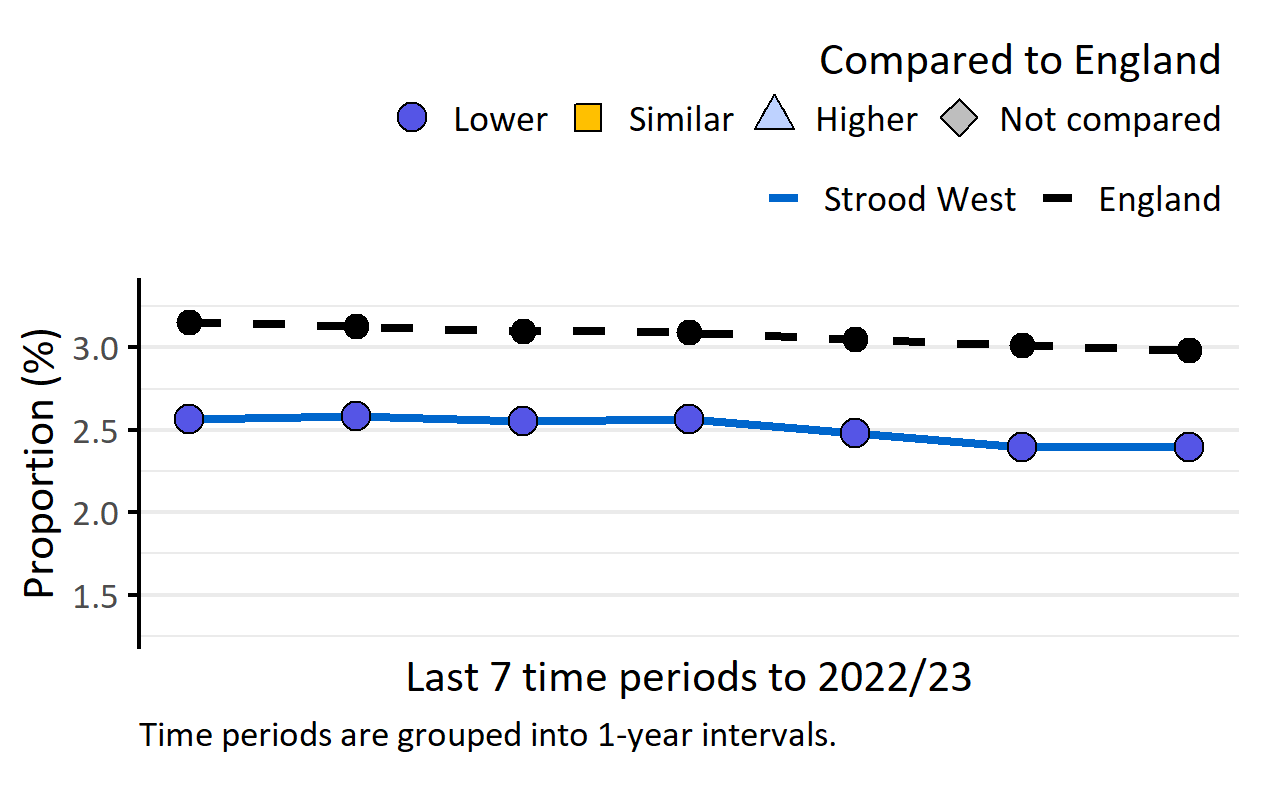 Compared to England
Lower Similar Higher Not compared
Strood West England
Proportion (%)
3.0
2.5
2.0
1.5
Last 7 time periods to 2022/23
Time periods are grouped into 1-year intervals.